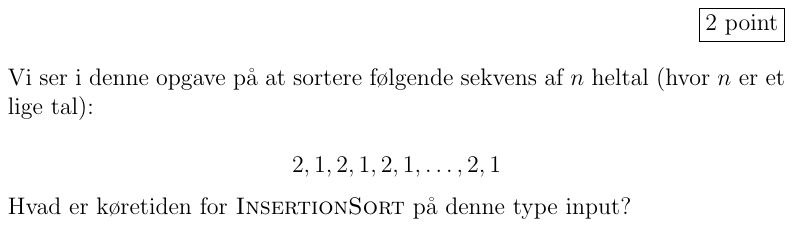 2 point
Vi ser i denne opgave på at sortere følgende sekvens af n heltal (hvor n er et
lige tal):
2, 1, 2, 1, 2, 1, . . . , 2, 1
Hvad er køretiden for INSERTIONSORT på denne type input?